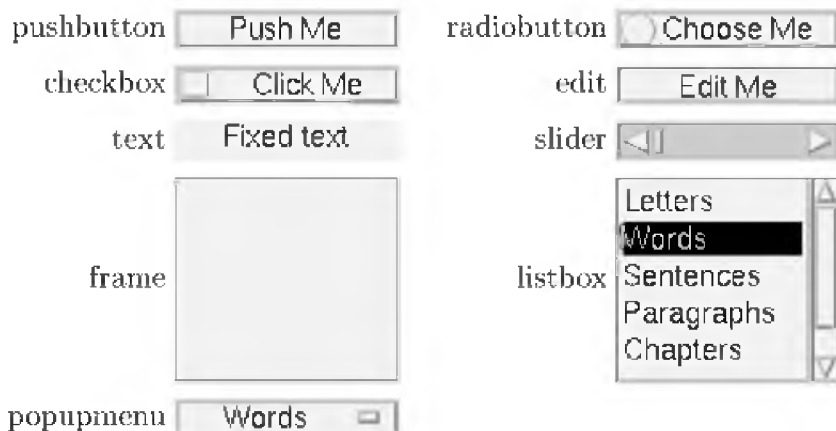 pushbutton Push Me
radiobutton Choose Me
checkbox Click Me
edit Edit Me
text Fixed text
slider
frame
listbox
Letters
Words
Sentences
Paragraphs
Chapters
popupmenu Words